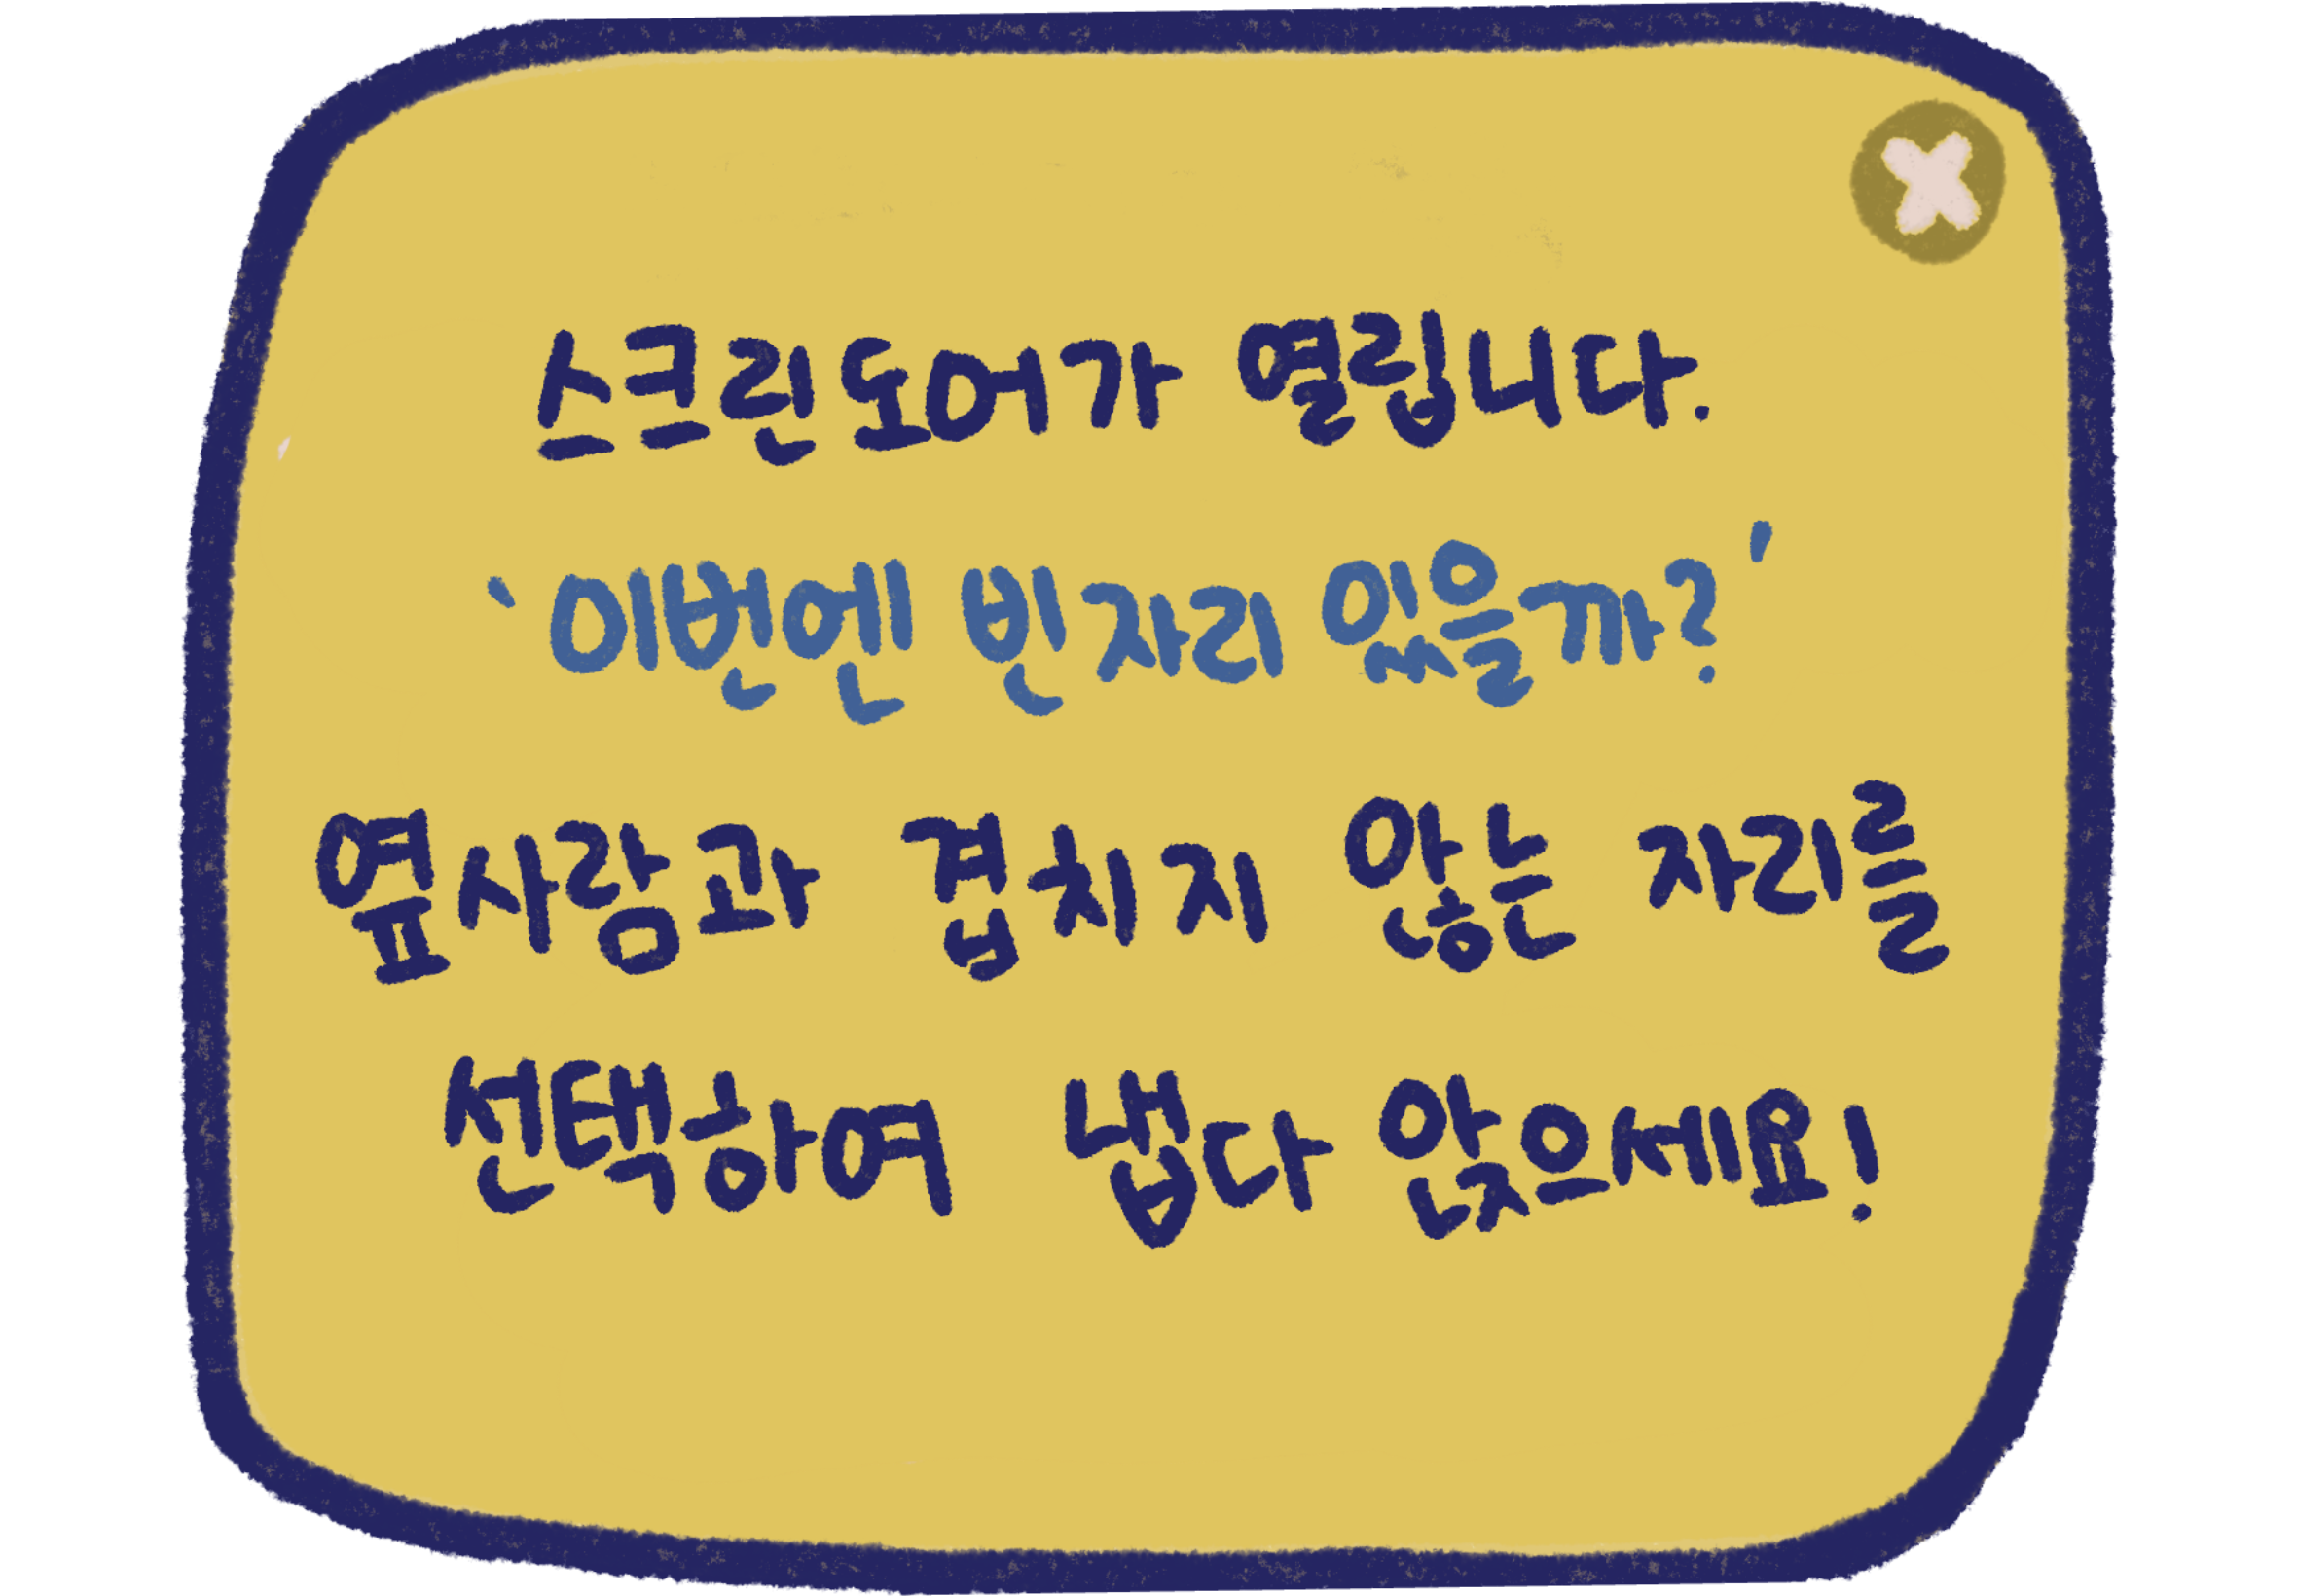 스크린도어가 열립니다.
'이번엔 빈자리 있을까?'
옆사람과 겹치지 않는 자리를
선택하여 냅다 앉으세요!